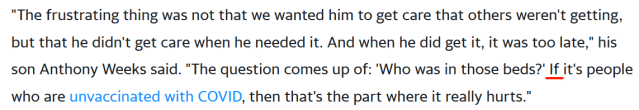 "The frustrating thing was not that we wanted him to get care that others weren't getting,
but that he didn't get care when he needed it. And when he did get it, it was too late," his
son Anthony Weeks said. "The question comes up of: 'Who was in those beds?' If it's people
who are unvaccinated with COVID, then that's the part where it really hurts."